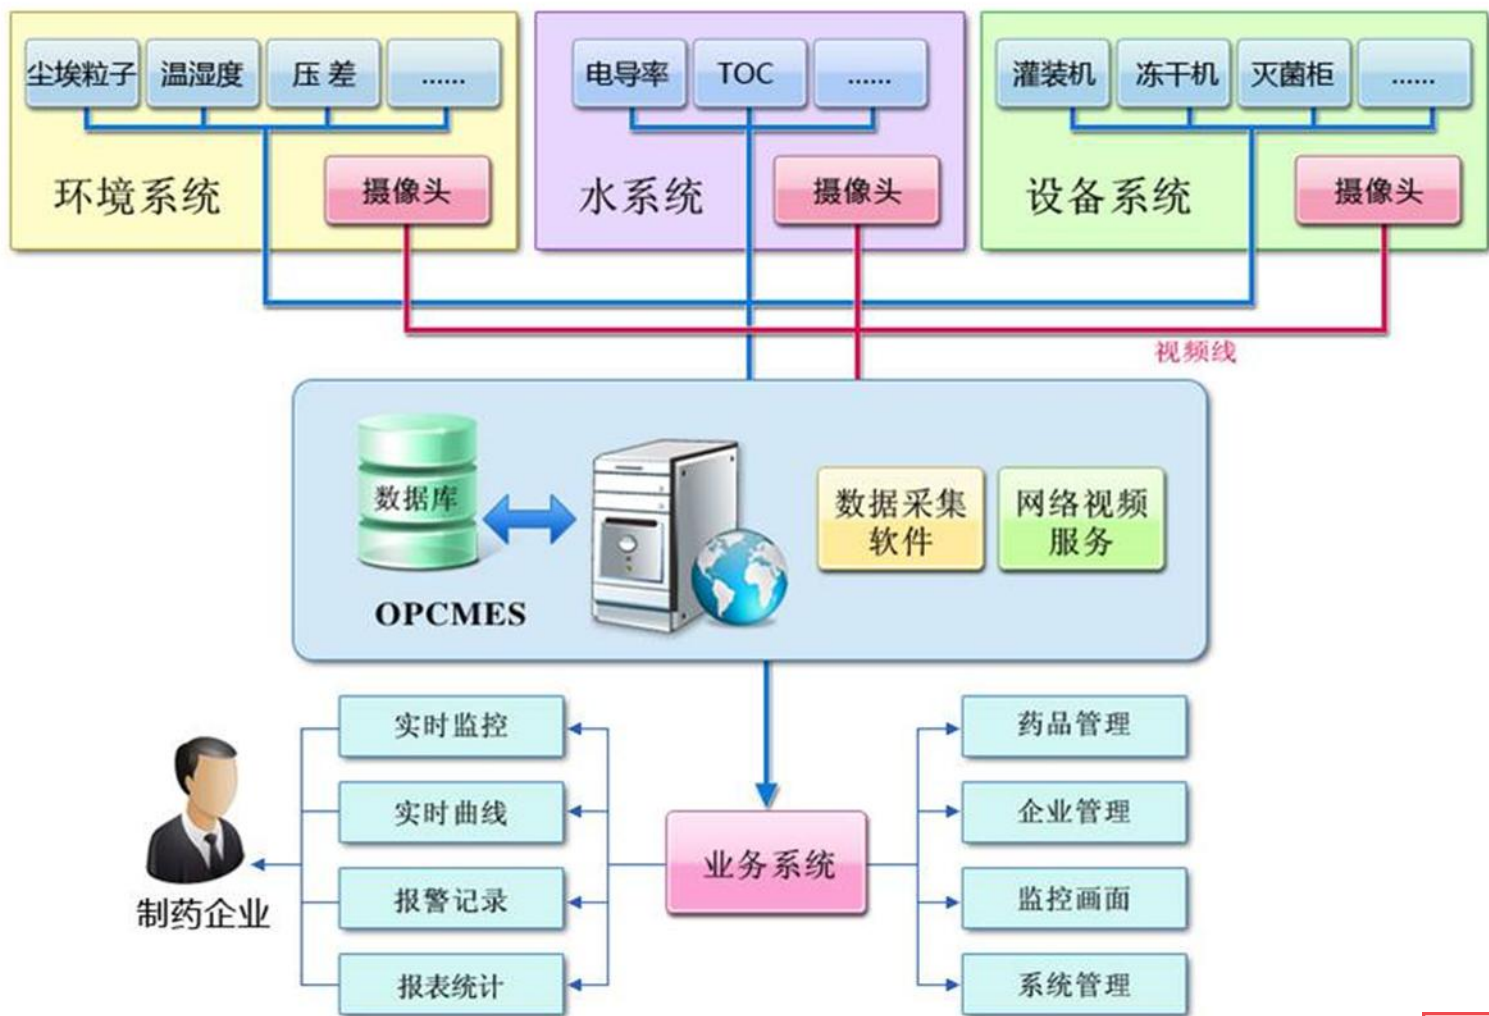 尘埃粒子
温湿度
压 差
......
电导率
TOC
......
灌装机
冻干机
灭菌柜
......
环境系统
摄像头
水系统
摄像头
设备系统
摄像头
视频线
数据库
OPCMES
数据采集
软件
网络视频
服务
实时监控
实时曲线
报警记录
报表统计
制药企业
业务系统
药品管理
企业管理
监控画面
系统管理